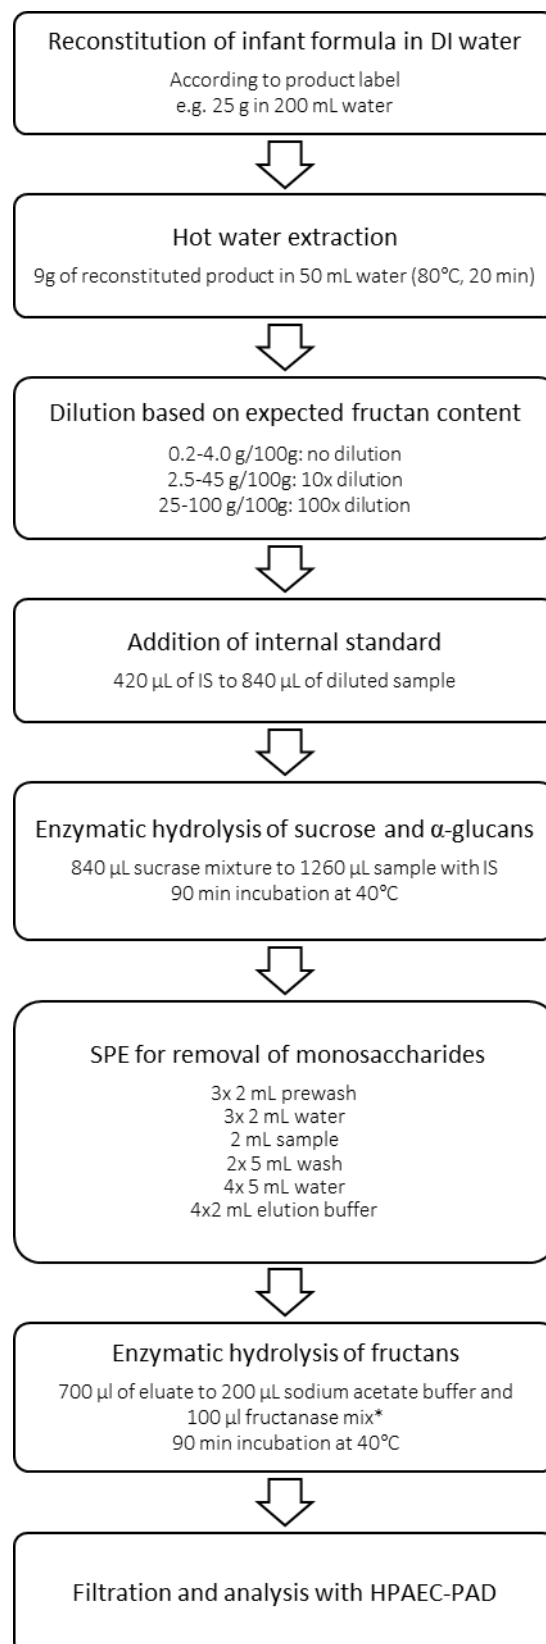 Reconstitution of infant formula in DI water
According to product label
e.g. 25 g in 200 mL water
Hot water extraction
9g of reconstituted product in 50 mL water (80°C, 20 min)
Dilution based on expected fructan content
0.2-4.0 g/100g: no dilution
2.5-45 g/100g: 10x dilution
25-100 g/100g: 100x dilution
Addition of internal standard
420 µL of IS to 840 µL of diluted sample
Enzymatic hydrolysis of sucrose and α-glucans
840 µL sucrase mixture to 1260 µL sample with IS
90 min incubation at 40°C
SPE for removal of monosaccharides
3x 2 mL prewash
3x 2 mL water
2 mL sample
2x 5 mL wash
4x 5 mL water
4x2 mL elution buffer
Enzymatic hydrolysis of fructans
700 µl of eluate to 200 µL sodium acetate buffer and
100 µl fructanase mix*
90 min incubation at 40°C
Filtration and analysis with HPAEC-PAD